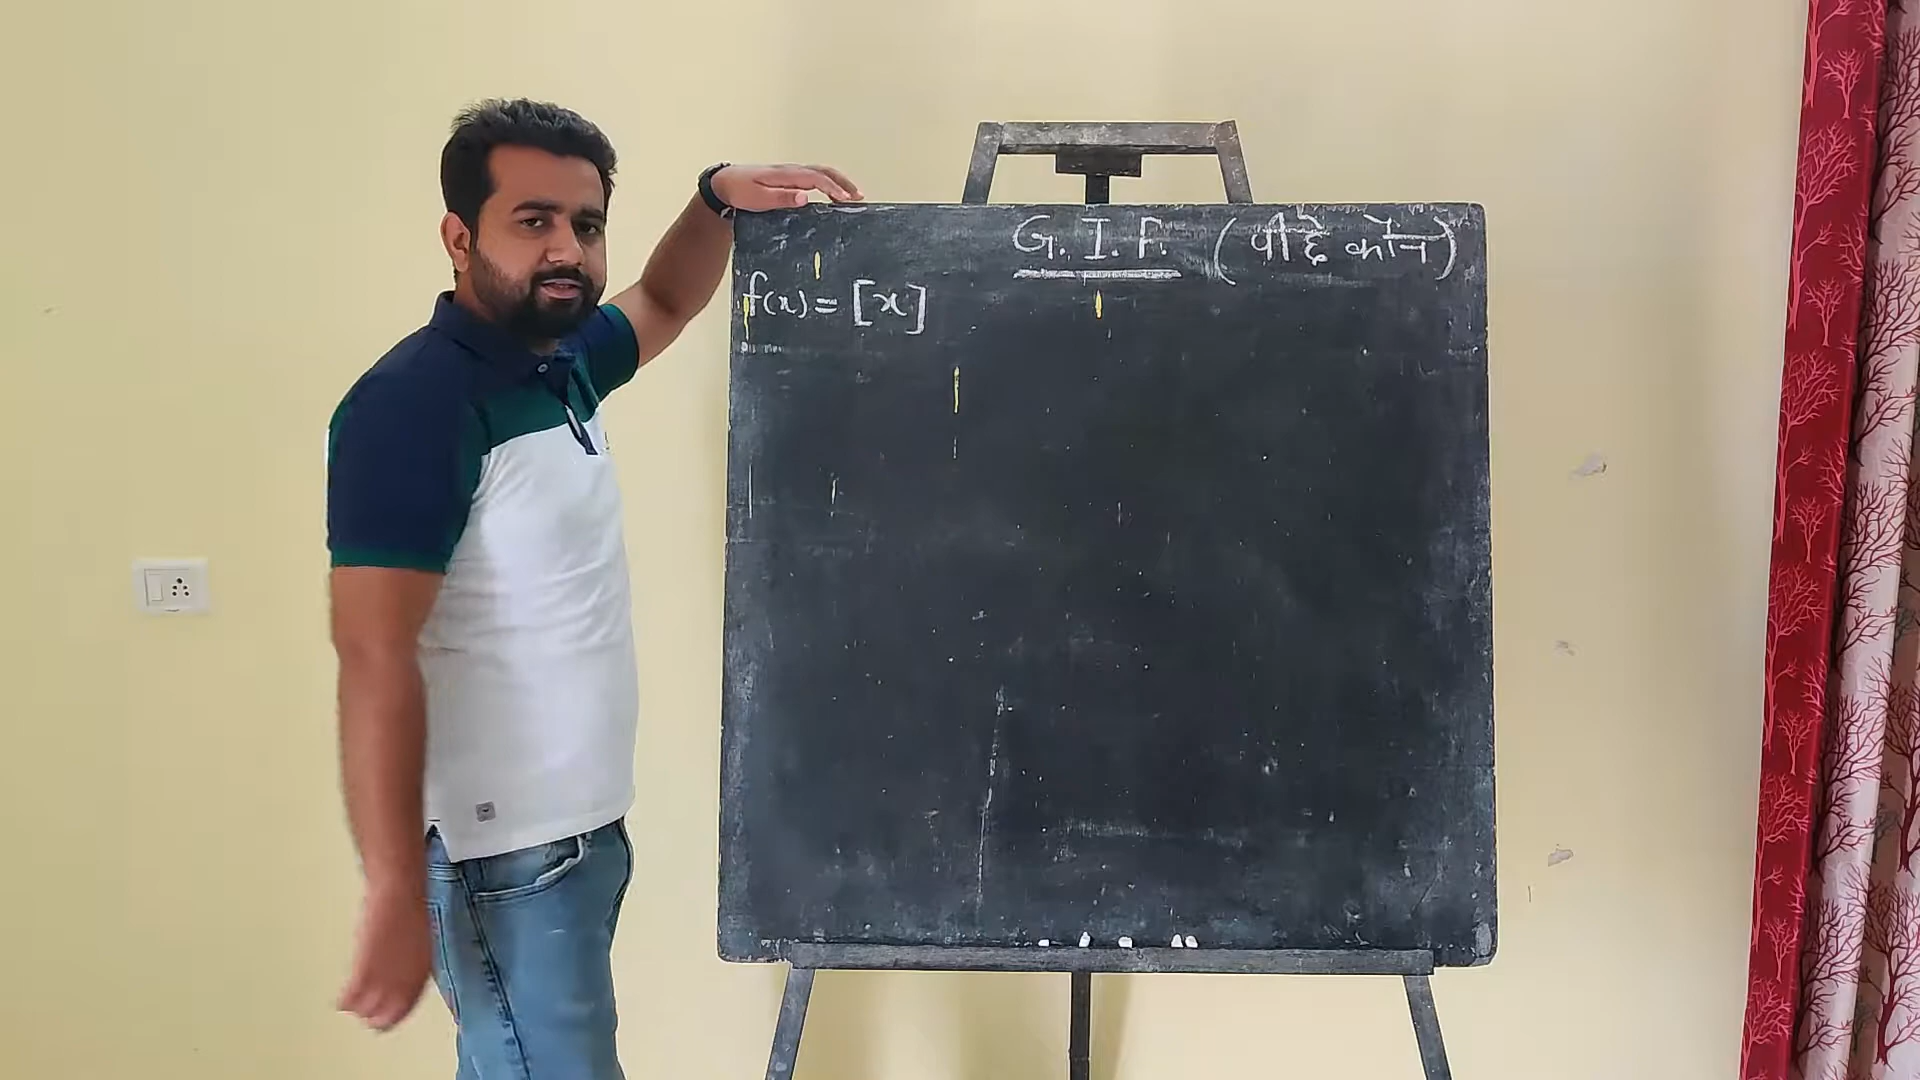 G. I. F. (पीछे कौन)
f(x) = [x]